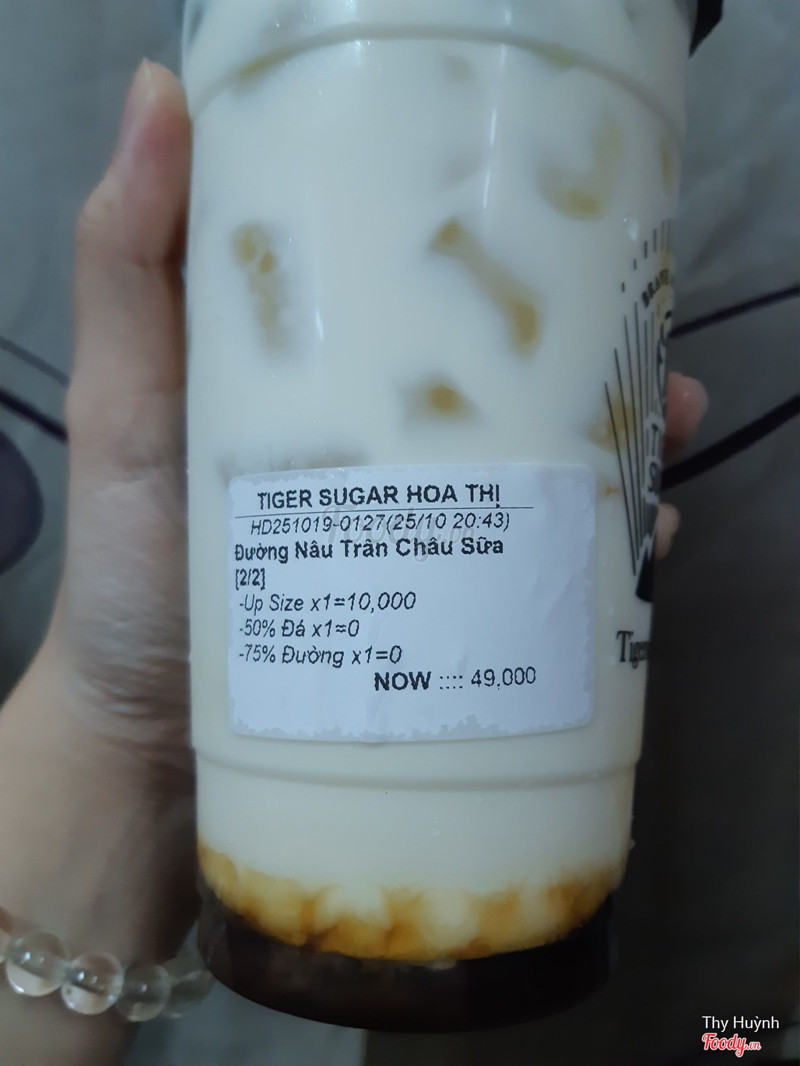 TIGER SUGAR HOA THỊ
HD251019-0127(25/10 20:43)
Đường Nâu Trân Châu Sữa
[2/2]
-Up Size x1=10,000
-50% Đá x1=0
-75% Đường x1=0
NOW :::: 49,000
Tiger
Thy Huỳnh
Foody.vn